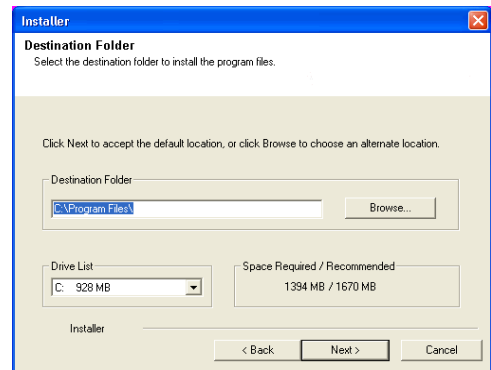 Installer
Destination Folder
Select the destination folder to install the program files.
Click Next to accept the default location, or click Browse to choose an alternate location.
Destination Folder
C:\Program Files\
Browse...
Drive List
C: 928 MB
Space Required / Recommended
1394 MB / 1670 MB
Installer
< Back
Next >
Cancel